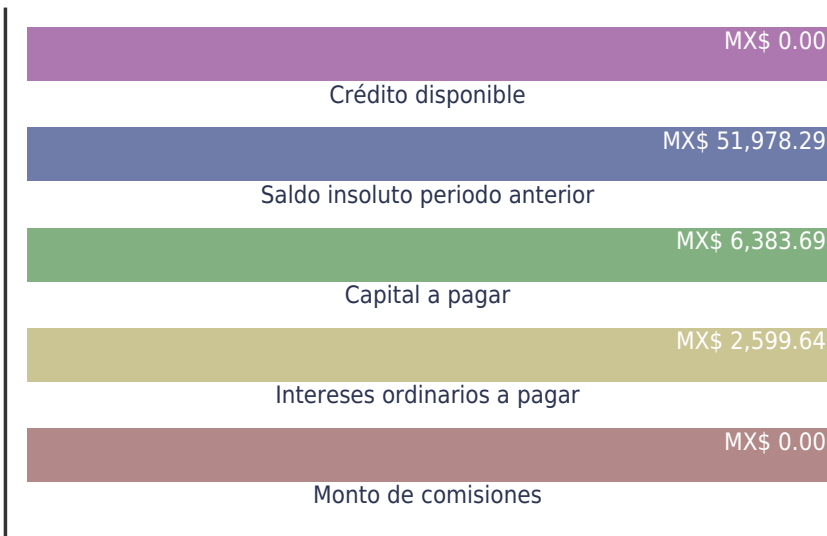 MX$ 0.00
Crédito disponible
MX$ 51,978.29
Saldo insoluto periodo anterior
MX$ 6,383.69
Capital a pagar
MX$ 2,599.64
Intereses ordinarios a pagar
MX$ 0.00
Monto de comisiones